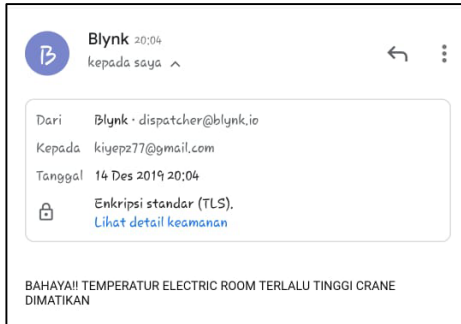 B
Blynk 20:04
kepada saya
Dari Blynk · dispatcher@blynk.io
Kepada kiyepz77@gmail.com
Tanggal 14 Des 2019 20:04
Enkripsi standar (TLS).
Lihat detail keamanan
BAHAYA!! TEMPERATUR ELECTRIC ROOM TERLALU TINGGI CRANE
DIMATIKAN